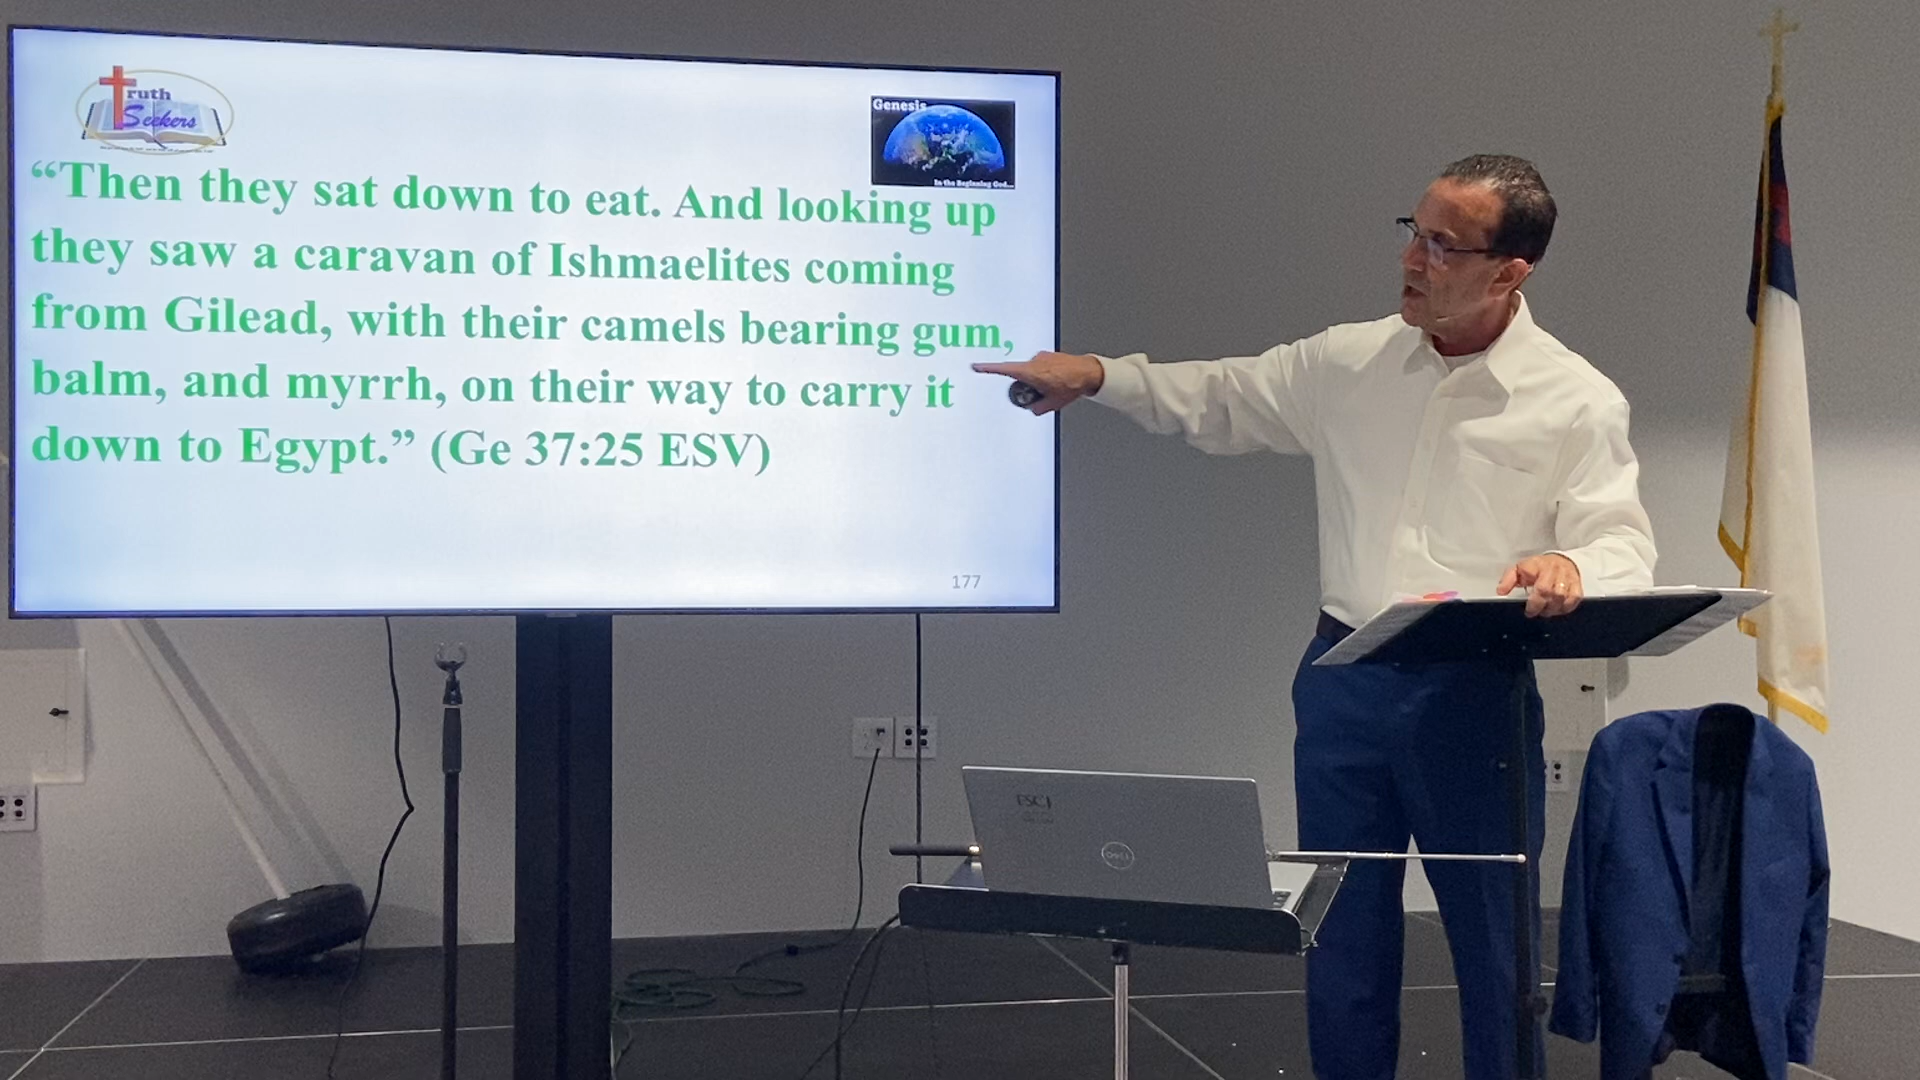 Truth
Seekers
Genesis
In the Beginning God...
“Then they sat down to eat. And looking up
they saw a caravan of Ishmaelites coming
from Gilead, with their camels bearing gum,
balm, and myrrh, on their way to carry it
down to Egypt.” (Ge 37:25 ESV)
177
DELL